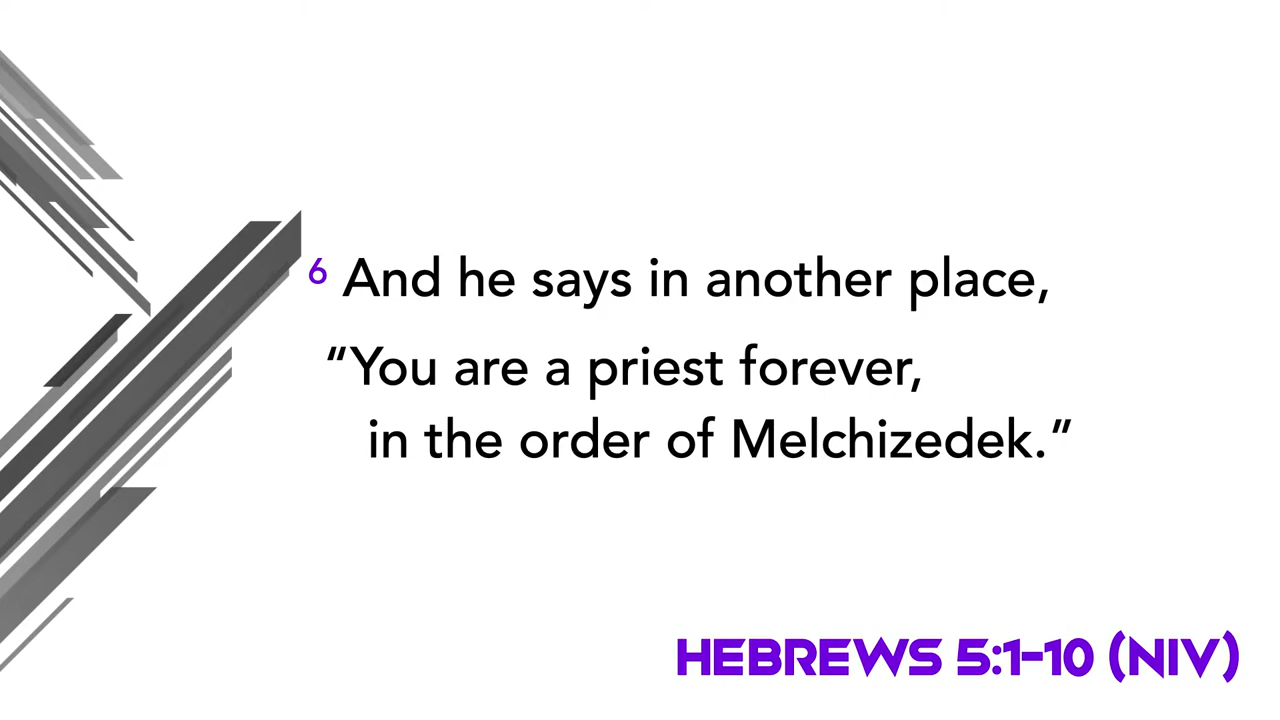 6 And he says in another place,
“You are a priest forever,
in the order of Melchizedek.”
HEBREWS 5:1-10 (NIV)